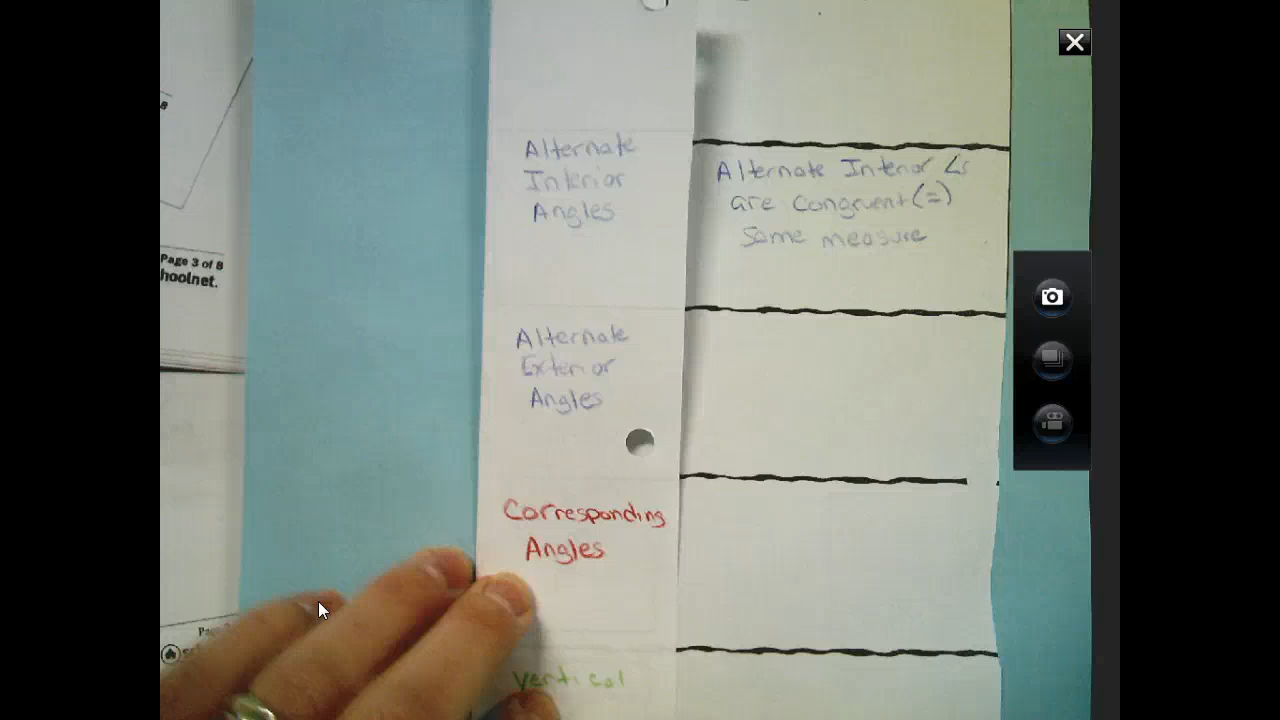 8
Page 3 of 8
hoolnet.
Alternate
Interior
Angles
Alternate Interior ∠s
are congruent (=)
same measure
Alternate
Exterior
Angles
Corresponding
Angles
Vertical